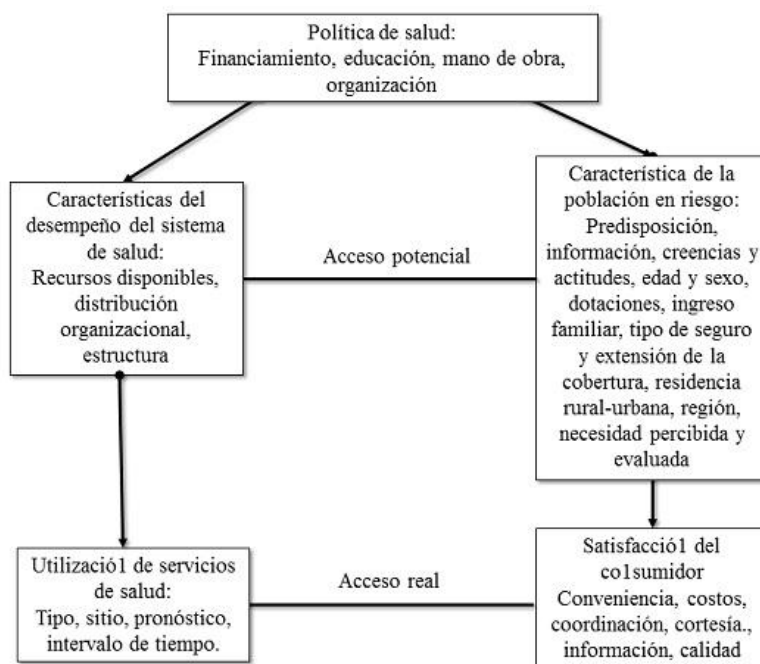 Política de salud:
Financiamiento, educación, mano de obra,
organización
Características del
desempeño del sistema
de salud:
Recursos disponibles,
distribución
organizacional,
estructura
Acceso potencial
Característica de la
población en riesgo:
Predisposición,
información, creencias y
actitudes, edad y sexo,
dotaciones, ingreso
familiar, tipo de seguro
y extensión de la
cobertura, residencia
rural-urbana, región,
necesidad percibida y
evaluada
Utilizació1 de servicios
de salud:
Tipo, sitio, pronóstico,
intervalo de tiempo.
Acceso real
Satisfacció1 del
co1sumidor
Conveniencia, costos,
coordinación, cortesía.,
información, calidad